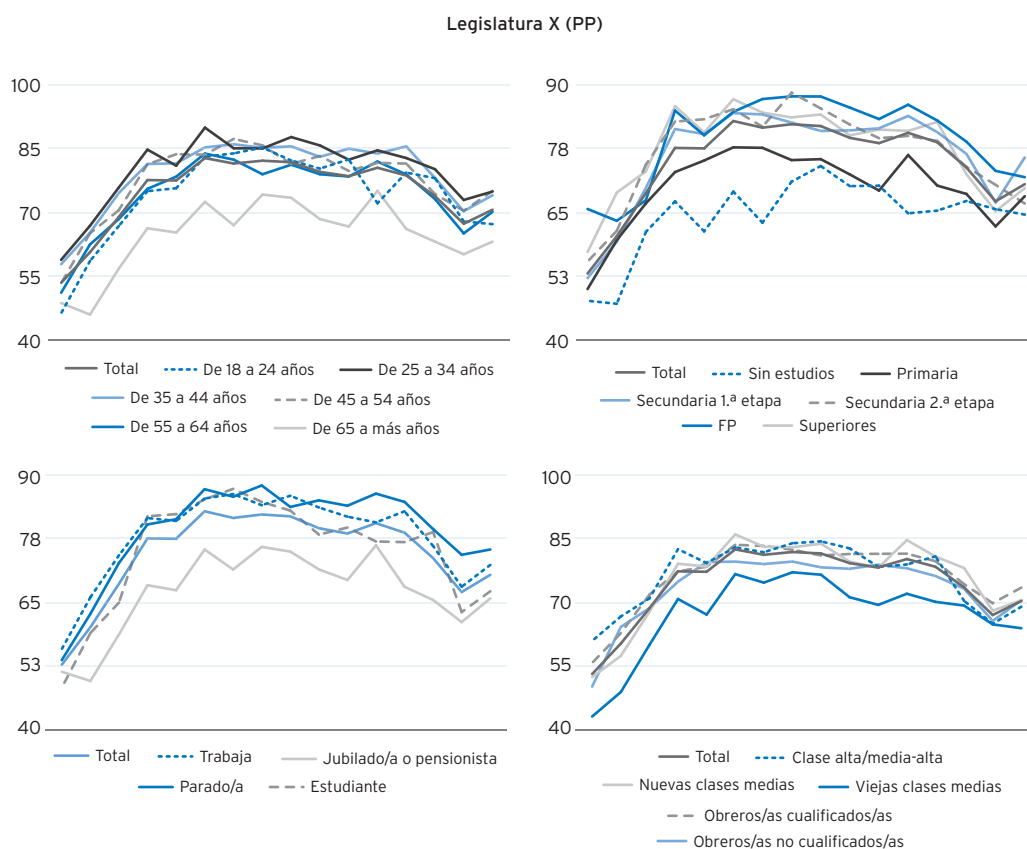 Legislatura X (PP)
100
85
70
55
40
Total De 18 a 24 años De 25 a 34 años
De 35 a 44 años De 45 a 54 años
De 55 a 64 años De 65 a más años
90
78
65
53
40
Total Sin estudios Primaria
Secundaria 1.ª etapa Secundaria 2.ª etapa
FP Superiores
90
78
65
53
40
Total Trabaja Jubilado/a o pensionista
Parado/a Estudiante
100
85
70
55
40
Total Clase alta/media-alta
Nuevas clases medias Viejas clases medias
Obreros/as cualificados/as
Obreros/as no cualificados/as